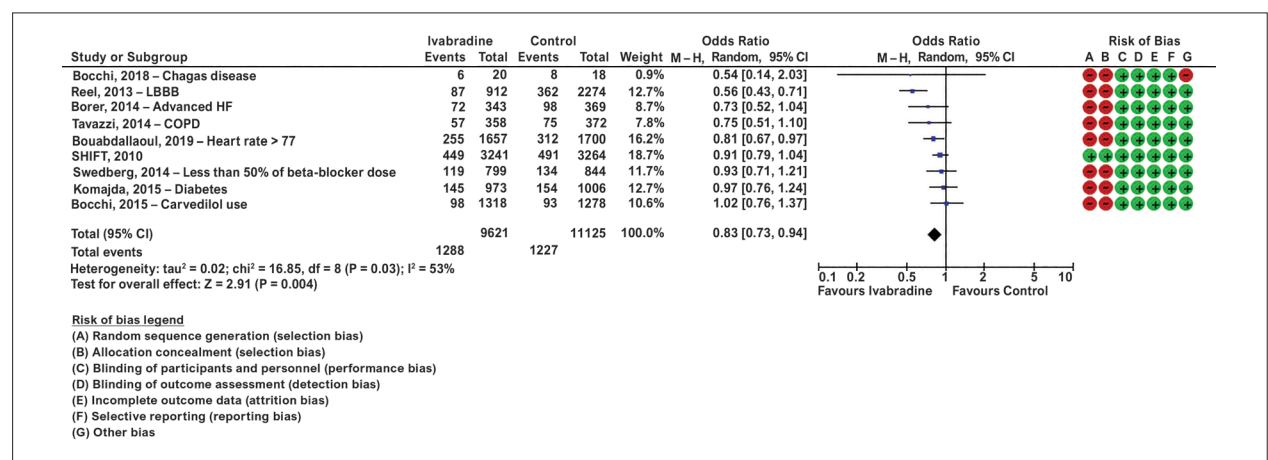 Ivabradine Control Odds Ratio Odds Ratio Risk of Bias
Study or Subgroup Events Total Events Total Weight M – H, Random, 95% CI M – H, Random, 95% CI A B C D E F G
Bocchi, 2018 – Chagas disease 6 20 8 18 0.9% 0.54 [0.14, 2.03] - - + + + + -
Reel, 2013 – LBBB 87 912 362 2274 12.7% 0.56 [0.43, 0.71] - - + + + + +
Borer, 2014 – Advanced HF 72 343 98 369 8.7% 0.73 [0.52, 1.04] - - + + + + +
Tavazzi, 2014 – COPD 57 358 75 372 7.8% 0.75 [0.51, 1.10] - - + + + + +
Bouabdallaoul, 2019 – Heart rate > 77 255 1657 312 1700 16.2% 0.81 [0.67, 0.97] - - + + + + +
SHIFT, 2010 449 3241 491 3264 18.7% 0.91 [0.79, 1.04] + + + + + + +
Swedberg, 2014 – Less than 50% of beta-blocker dose 119 799 134 844 11.7% 0.93 [0.71, 1.21] - - + + + + +
Komajda, 2015 – Diabetes 145 973 154 1006 12.7% 0.97 [0.76, 1.24] - - + + + + +
Bocchi, 2015 – Carvedilol use 98 1318 93 1278 10.6% 1.02 [0.76, 1.37] - - + + + + +
Total (95% CI) 9621 11125 100.0% 0.83 [0.73, 0.94]
Total events 1288 1227
Heterogeneity: tau² = 0.02; chi² = 16.85, df = 8 (P = 0.03); I² = 53%
Test for overall effect: Z = 2.91 (P = 0.004)
0.1 0.2 0.5 1 2 5 10
Favours Ivabradine Favours Control
Risk of bias legend
(A) Random sequence generation (selection bias)
(B) Allocation concealment (selection bias)
(C) Blinding of participants and personnel (performance bias)
(D) Blinding of outcome assessment (detection bias)
(E) Incomplete outcome data (attrition bias)
(F) Selective reporting (reporting bias)
(G) Other bias